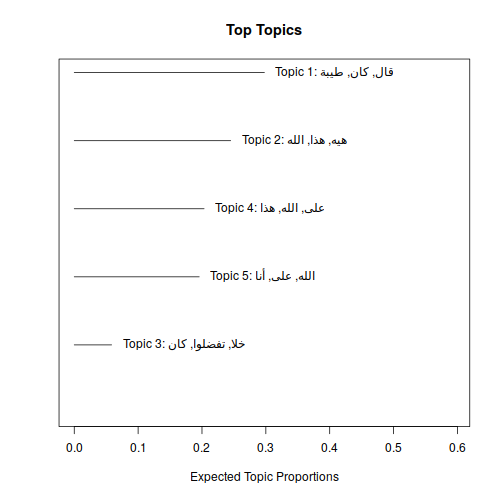 Top Topics
Topic 1: قال, كان, طيبة
Topic 2: هيه, هذا, الله
Topic 4: على, الله, هذا
Topic 5: الله, على, أنا
Topic 3: خلا, تفضلوا, كان
0.0 0.1 0.2 0.3 0.4 0.5 0.6
Expected Topic Proportions